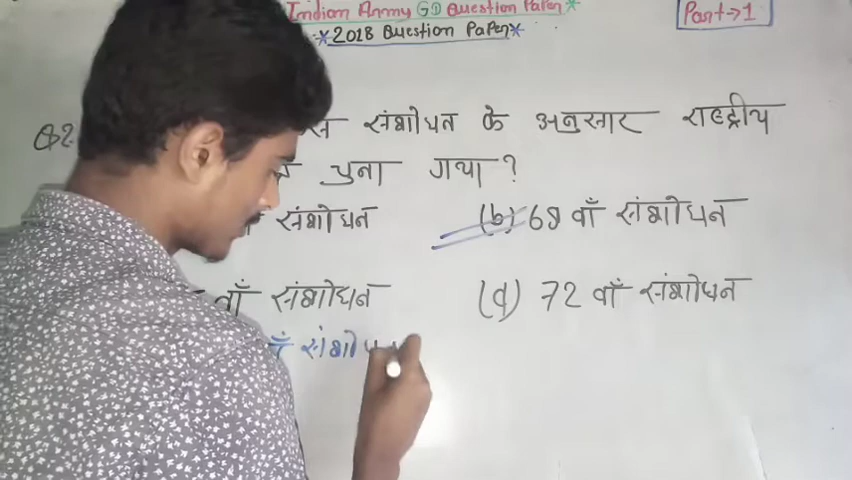 Indian Army GD Question Paper*
Part→1
*2018 Question Paper*
Q2 संशोधन के अनुसार राष्ट्रीय
चुना गया ?
संशोधन (b) 69 वाँ संशोधन
वाँ संशोधन (d) 72 वाँ संशोधन